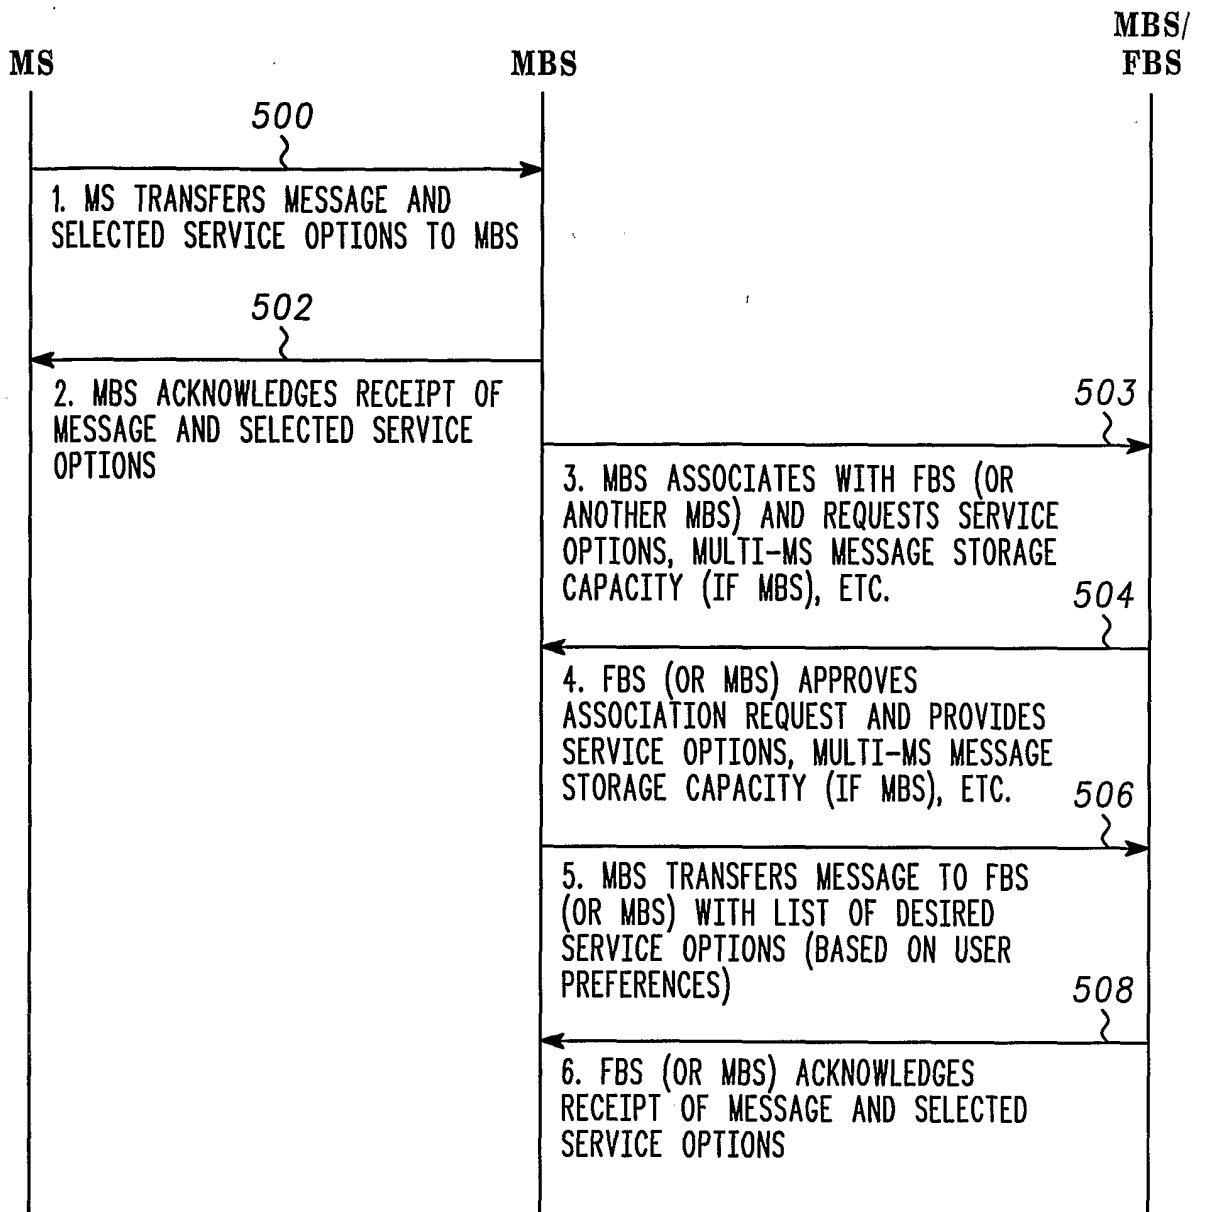 MS
MBS
MBS/
FBS
500
1. MS TRANSFERS MESSAGE AND
SELECTED SERVICE OPTIONS TO MBS
502
2. MBS ACKNOWLEDGES RECEIPT OF
MESSAGE AND SELECTED SERVICE
OPTIONS
503
3. MBS ASSOCIATES WITH FBS (OR
ANOTHER MBS) AND REQUESTS SERVICE
OPTIONS, MULTI-MS MESSAGE STORAGE
CAPACITY (IF MBS), ETC.
504
4. FBS (OR MBS) APPROVES
ASSOCIATION REQUEST AND PROVIDES
SERVICE OPTIONS, MULTI-MS MESSAGE
STORAGE CAPACITY (IF MBS), ETC.
506
5. MBS TRANSFERS MESSAGE TO FBS
(OR MBS) WITH LIST OF DESIRED
SERVICE OPTIONS (BASED ON USER
PREFERENCES)
508
6. FBS (OR MBS) ACKNOWLEDGES
RECEIPT OF MESSAGE AND SELECTED
SERVICE OPTIONS